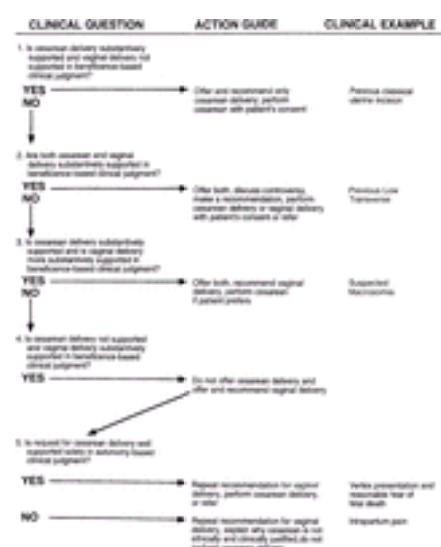 CLINICAL QUESTION ACTION GUIDE CLINICAL EXAMPLE
1. Is cesarean delivery substantively
supported and vaginal delivery not
supported in beneficence-based
clinical judgment?
YES Offer and recommend only Previous classical
NO cesarean delivery; perform uterine incision
cesarean with patient's consent
2. Are both cesarean and vaginal
delivery substantively supported in
beneficence-based clinical judgment?
YES Offer both, discuss controversy, Previous Low
NO make a recommendation, perform Transverse
cesarean delivery or vaginal delivery
with patient's consent or refer
3. Is cesarean delivery substantively
supported and is vaginal delivery
more substantively supported in
beneficence-based clinical judgment?
YES Offer both, recommend vaginal Suspected
NO delivery, perform cesarean Macrosomia
if patient prefers
4. Is cesarean delivery not supported
and vaginal delivery substantively
supported in beneficence-based
clinical judgment?
YES Do not offer cesarean delivery and
offer and recommend vaginal delivery
5. Is request for cesarean delivery and
supported solely in autonomy-based
clinical judgment?
YES Repeat recommendation for vaginal Vertex presentation and
delivery, perform cesarean delivery, reasonable fear of
or refer fetal death
NO Repeat recommendation for vaginal Intrapartum pain
delivery, explain why cesarean is not
ethically and clinically justified, do not
perform cesarean delivery